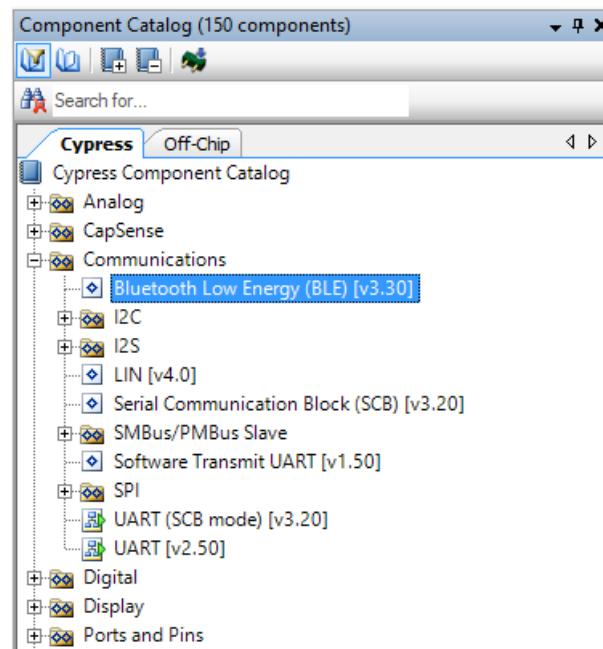 Component Catalog (150 components)
Search for...
Cypress Off-Chip
Cypress Component Catalog
Analog
CapSense
Communications
Bluetooth Low Energy (BLE) [v3.30]
I2C
I2S
LIN [v4.0]
Serial Communication Block (SCB) [v3.20]
SMBus/PMBus Slave
Software Transmit UART [v1.50]
SPI
UART (SCB mode) [v3.20]
UART [v2.50]
Digital
Display
Ports and Pins